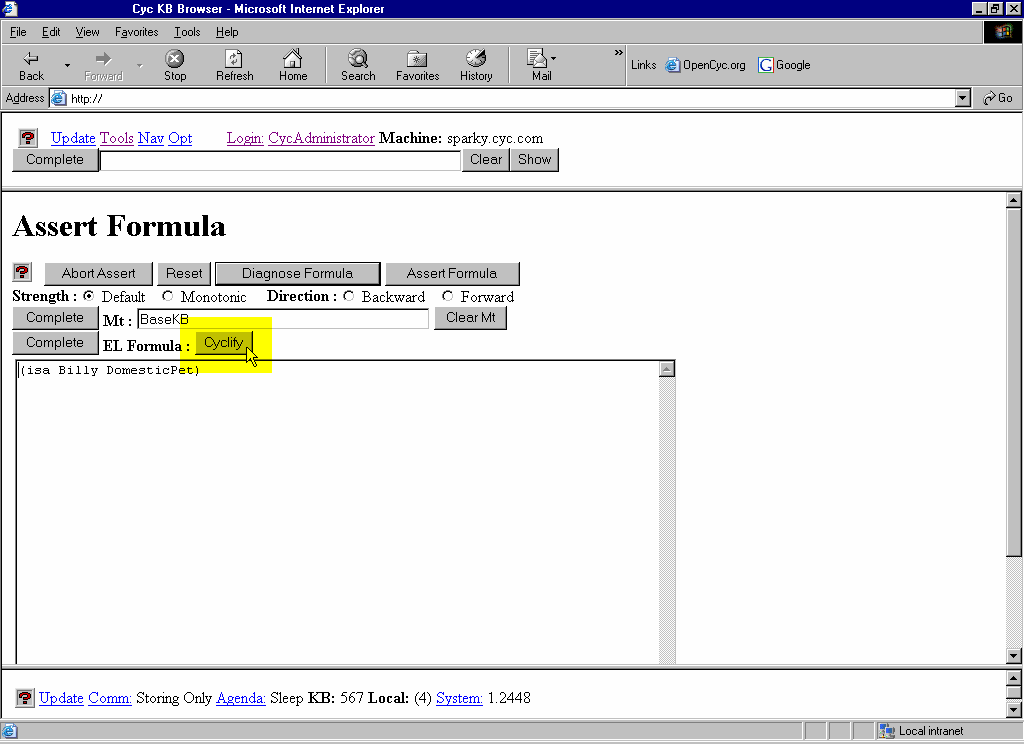 Cyc KB Browser - Microsoft Internet Explorer
File Edit View Favorites Tools Help
Back Forward Stop Refresh Home Search Favorites History Mail » Links OpenCyc.org G Google
Address http:// Go
? Update Tools Nav Opt Login: CycAdministrator Machine: sparky.cyc.com
Complete Clear Show
Assert Formula
? Abort Assert Reset Diagnose Formula Assert Formula
Strength : Default Monotonic Direction : Backward Forward
Complete Mt : BaseKB Clear Mt
Complete EL Formula : Cyclify
(isa Billy DomesticPet)
? Update Comm: Storing Only Agenda: Sleep KB: 567 Local: (4) System: 1.2448
Local intranet